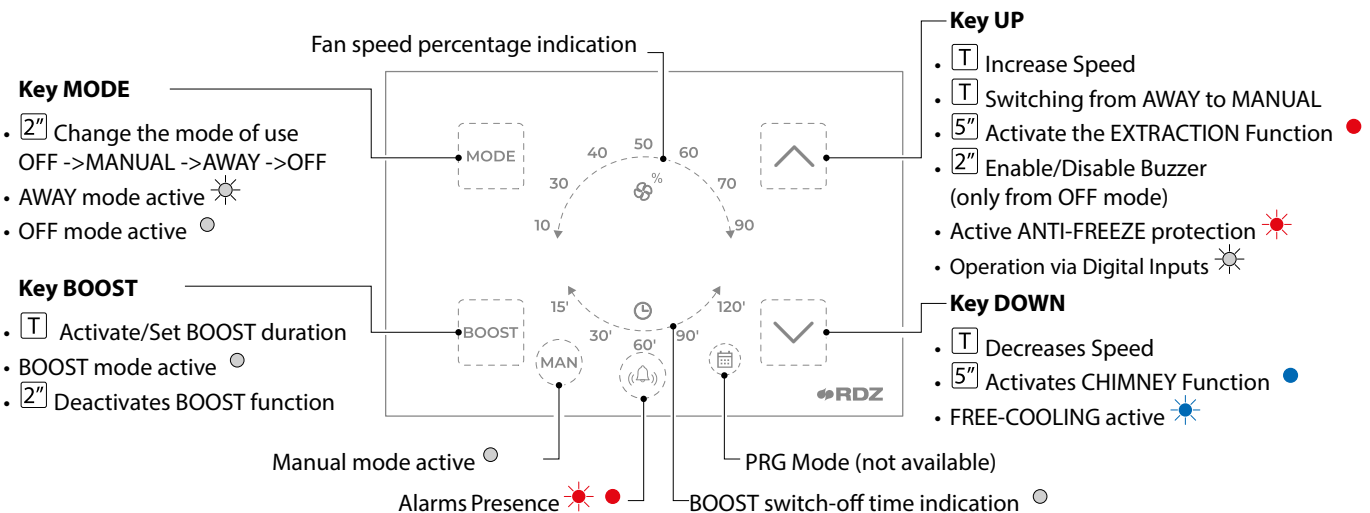 Fan speed percentage indication
Key MODE
• 2" Change the mode of use
OFF ->MANUAL ->AWAY ->OFF
• AWAY mode active
• OFF mode active
Key BOOST
• T Activate/Set BOOST duration
• BOOST mode active
• 2" Deactivates BOOST function
MODE
10 30 40 50 60 70 90
%
BOOST
15' 30' 60' 90' 120'
MAN
RDZ
Key UP
• T Increase Speed
• T Switching from AWAY to MANUAL
• 5" Activate the EXTRACTION Function
• 2" Enable/Disable Buzzer
(only from OFF mode)
• Active ANTI-FREEZE protection
• Operation via Digital Inputs
Key DOWN
• T Decreases Speed
• 5" Activates CHIMNEY Function
• FREE-COOLING active
Manual mode active
PRG Mode (not available)
Alarms Presence
BOOST switch-off time indication